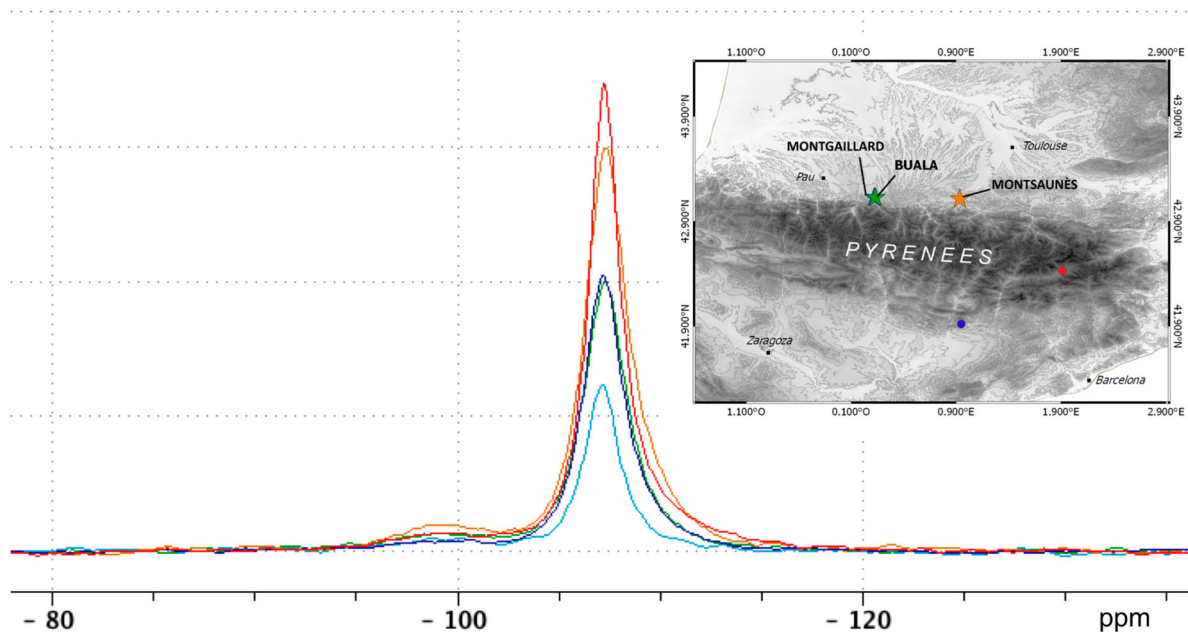 1.100°O 0.100°O 0.900°E 1.900°E 2.900°E
43.900°N 43.900°N
MONTGAILLARD
Toulouse
BUALA
Pau
MONTSAUNÈS
42.900°N 42.900°N
PYRENEES
41.900°N 41.900°N
Zaragoza
Barcelona
1.100°O 0.100°O 0.900°E 1.900°E 2.900°E
- 80 - 100 - 120 ppm